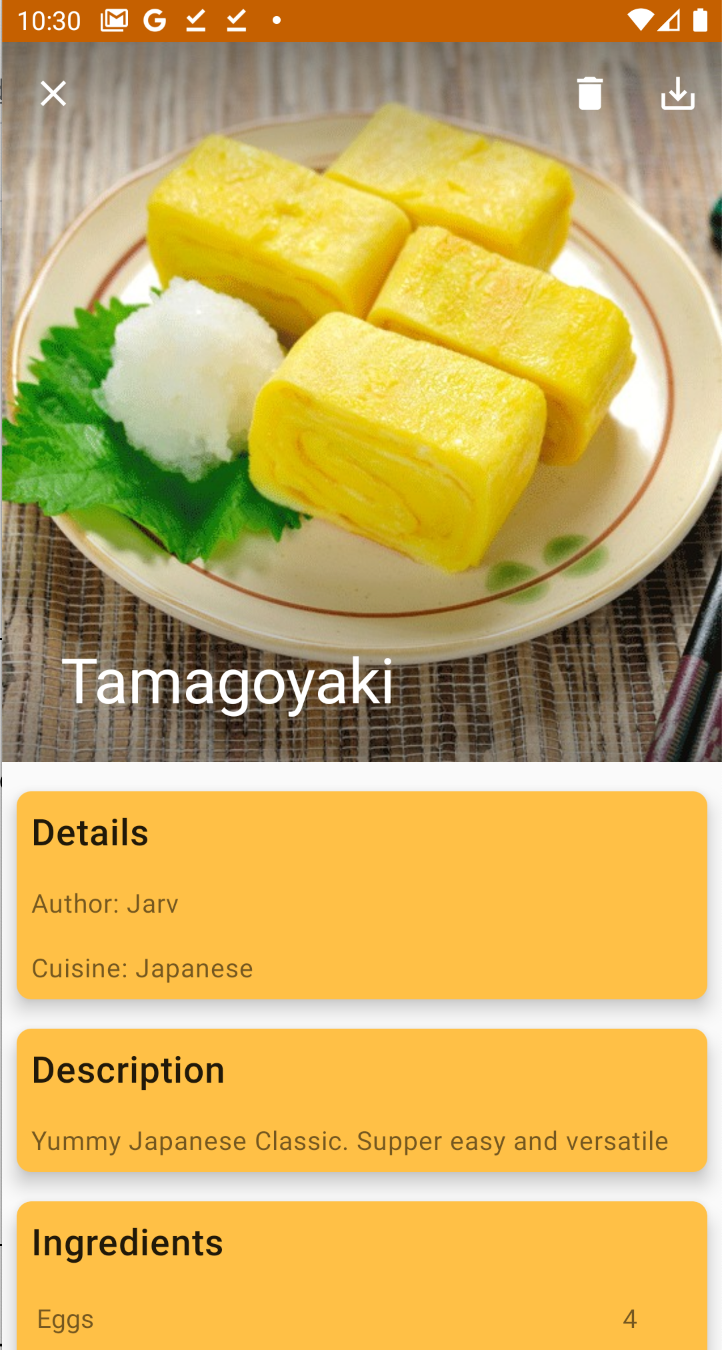 10:30
Tamagoyaki
Details
Author: Jarv
Cuisine: Japanese
Description
Yummy Japanese Classic. Supper easy and versatile
Ingredients
Eggs 4